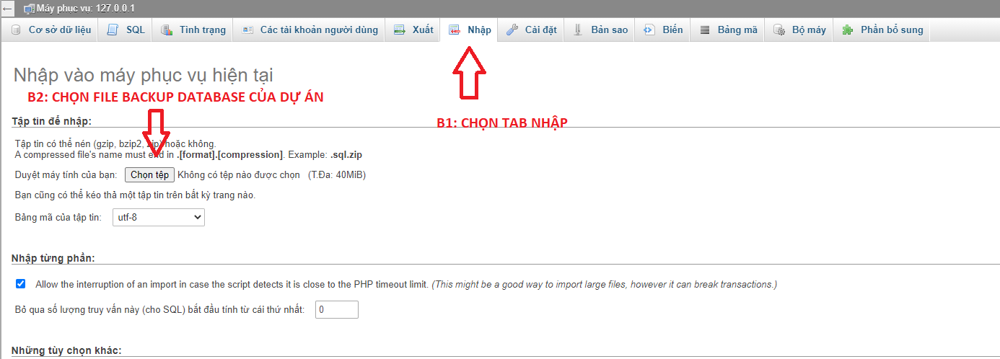 Máy phục vụ: 127.0.0.1
Cơ sở dữ liệu SQL Tình trạng Các tài khoản người dùng Xuất Nhập Cài đặt Bản sao Biến Bảng mã Bộ máy Phần bổ sung
Nhập vào máy phục vụ hiện tại
B2: CHỌN FILE BACKUP DATABASE CỦA DỰ ÁN
B1: CHỌN TAB NHẬP
Tập tin để nhập:
Tập tin có thể nén (gzip, bzip2, zip) hoặc không.
A compressed file's name must end in .[format].[compression]. Example: .sql.zip
Duyệt máy tính của bạn: Chọn tệp Không có tệp nào được chọn (T.Đa: 40MiB)
Bạn cũng có thể kéo thả một tập tin trên bất kỳ trang nào.
Bảng mã của tập tin: utf-8
Nhập từng phần:
Allow the interruption of an import in case the script detects it is close to the PHP timeout limit. (This might be a good way to import large files, however it can break transactions.)
Bỏ qua số lượng truy vấn này (cho SQL) bắt đầu tính từ cái thứ nhất: 0
Những tùy chọn khác: